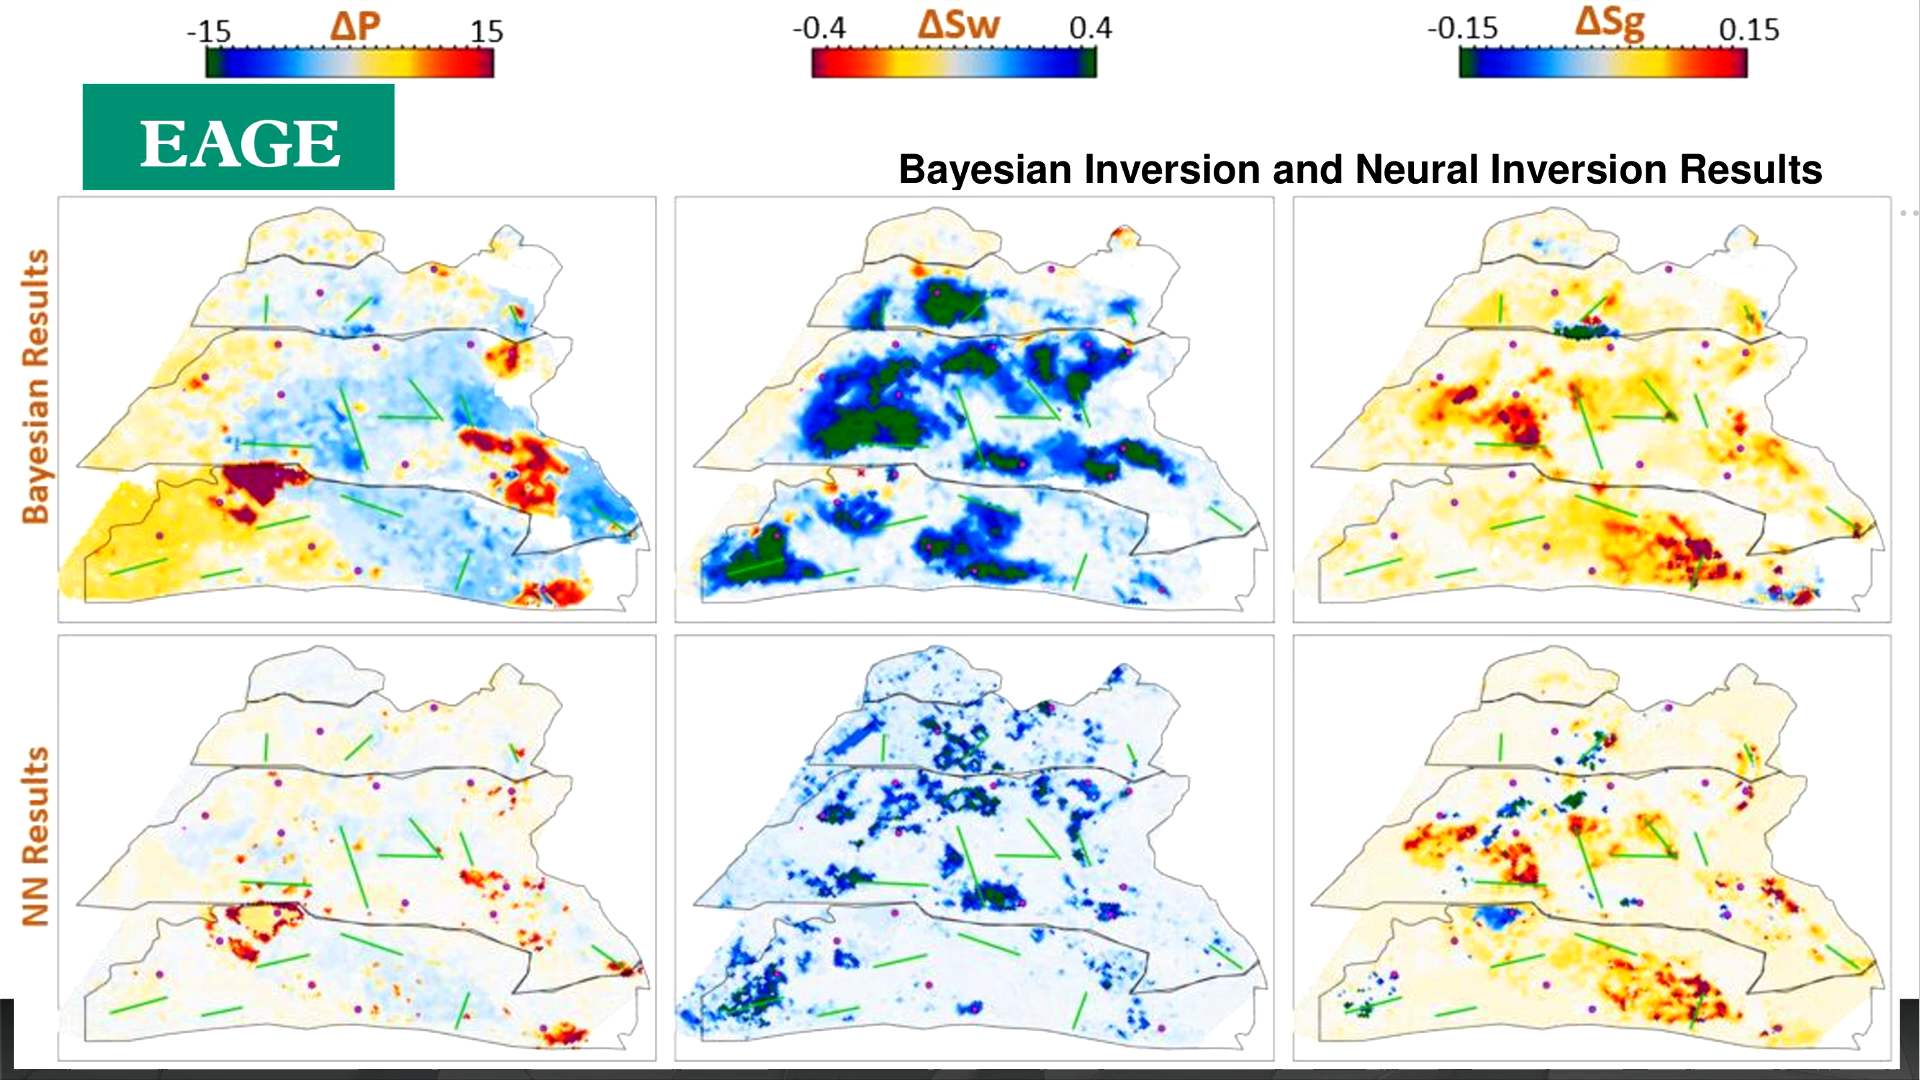 ΔP
-15 15
ΔSw
-0.4 0.4
ΔSg
-0.15 0.15
EAGE
Bayesian Inversion and Neural Inversion Results
Bayesian Results
NN Results